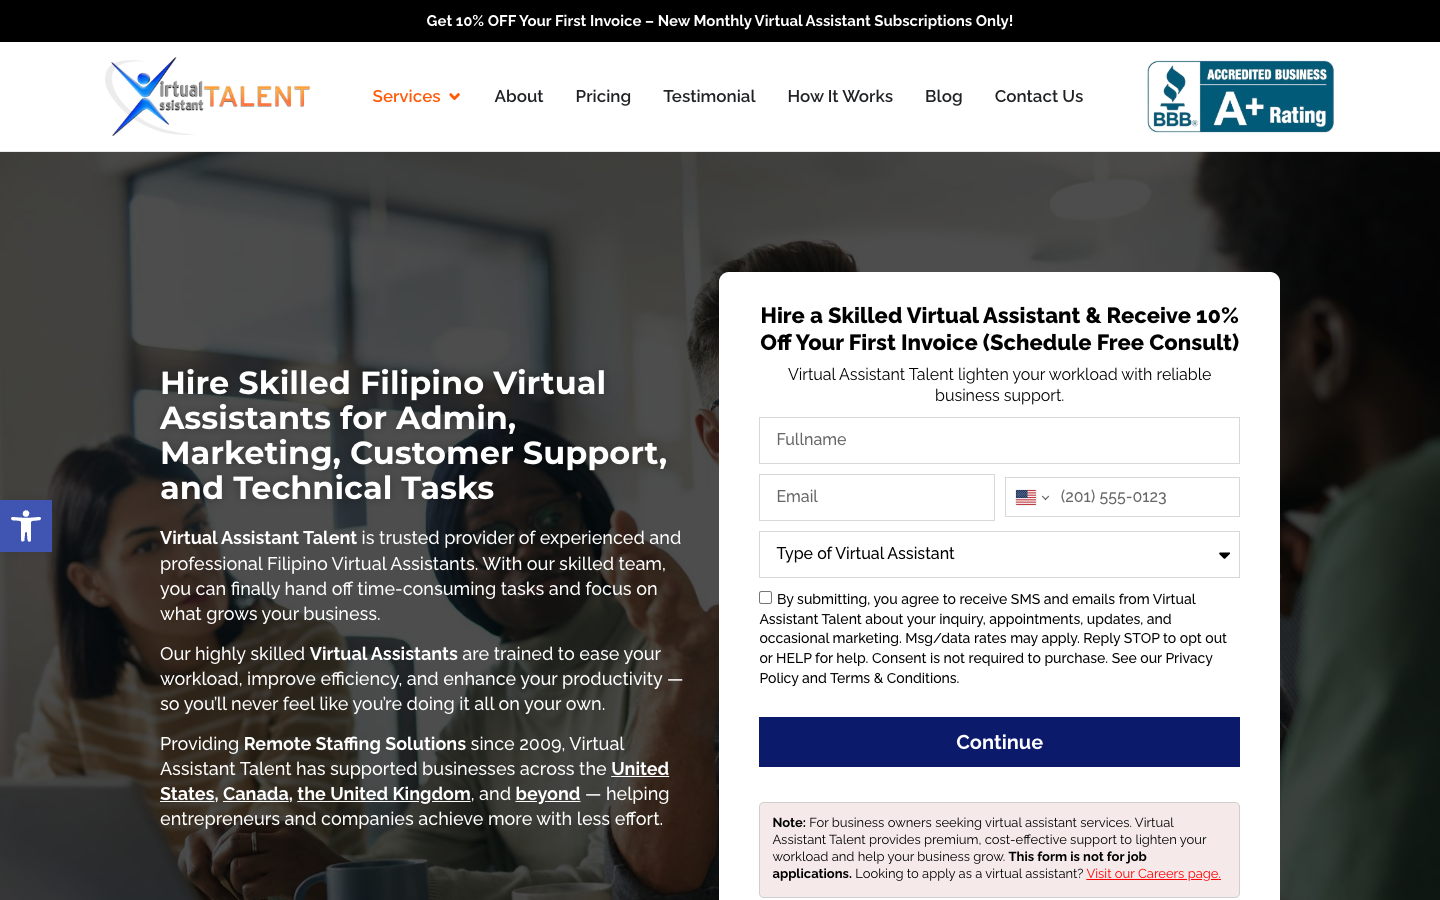 Get 10% OFF Your First Invoice – New Monthly Virtual Assistant Subscriptions Only!
irtual
ssistant TALENT
Services
About
Pricing
Testimonial
How It Works
Blog
Contact Us
BBB®
ACCREDITED BUSINESS
A+ Rating
Hire Skilled Filipino Virtual
Assistants for Admin,
Marketing, Customer Support,
and Technical Tasks
Virtual Assistant Talent is trusted provider of experienced and
professional Filipino Virtual Assistants. With our skilled team,
you can finally hand off time-consuming tasks and focus on
what grows your business.
Our highly skilled Virtual Assistants are trained to ease your
workload, improve efficiency, and enhance your productivity —
so you’ll never feel like you’re doing it all on your own.
Providing Remote Staffing Solutions since 2009, Virtual
Assistant Talent has supported businesses across the United
States, Canada, the United Kingdom, and beyond — helping
entrepreneurs and companies achieve more with less effort.
Hire a Skilled Virtual Assistant & Receive 10%
Off Your First Invoice (Schedule Free Consult)
Virtual Assistant Talent lighten your workload with reliable
business support.
Fullname
Email
(201) 555-0123
Type of Virtual Assistant
By submitting, you agree to receive SMS and emails from Virtual
Assistant Talent about your inquiry, appointments, updates, and
occasional marketing. Msg/data rates may apply. Reply STOP to opt out
or HELP for help. Consent is not required to purchase. See our Privacy
Policy and Terms & Conditions.
Continue
Note: For business owners seeking virtual assistant services. Virtual
Assistant Talent provides premium, cost-effective support to lighten your
workload and help your business grow. This form is not for job
applications. Looking to apply as a virtual assistant? Visit our Careers page.